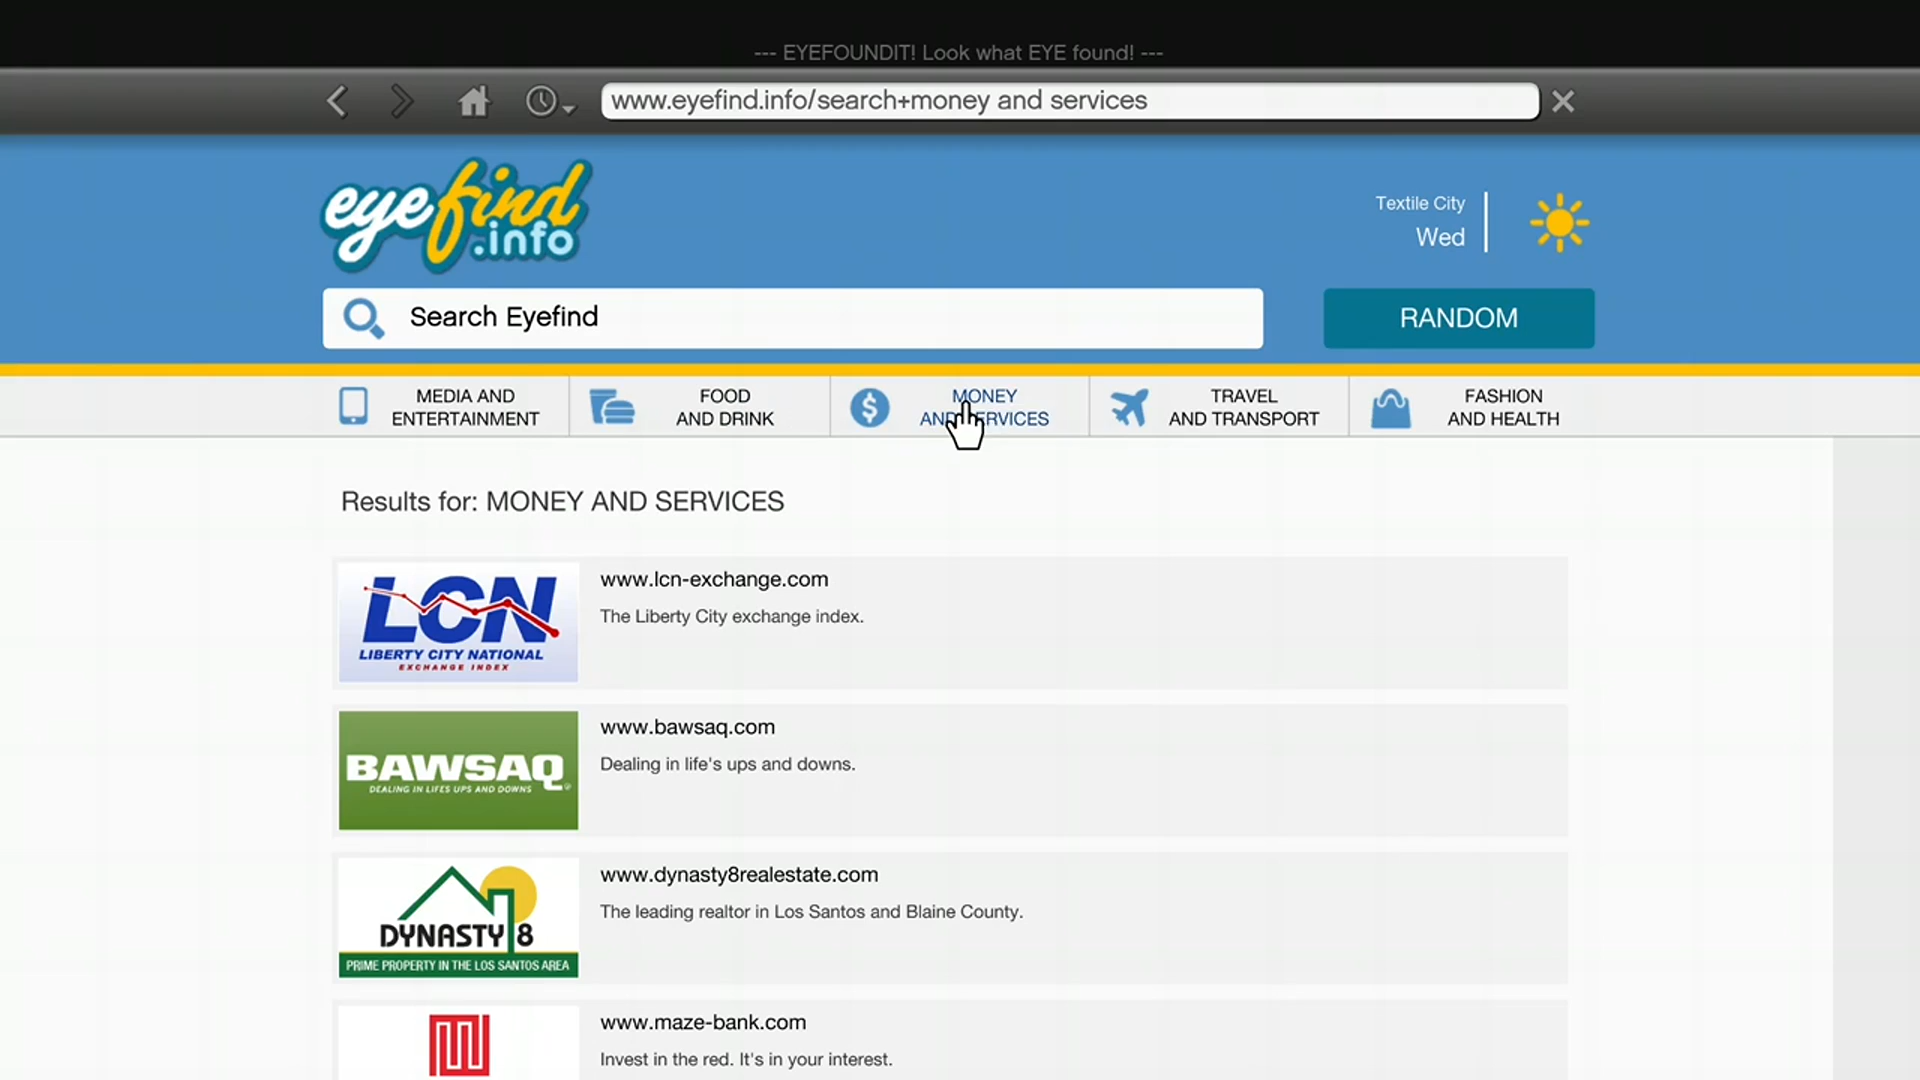 --- EYEFOUNDIT! Look what EYE found! ---
www.eyefind.info/search+money and services
eyefind
.info
Textile City
Wed
Search Eyefind
RANDOM
MEDIA AND
ENTERTAINMENT
FOOD
AND DRINK
MONEY
AND SERVICES
TRAVEL
AND TRANSPORT
FASHION
AND HEALTH
Results for: MONEY AND SERVICES
LCN
LIBERTY CITY NATIONAL
EXCHANGE INDEX
www.lcn-exchange.com
The Liberty City exchange index.
BAWSAQ
DEALING IN LIFES UPS AND DOWNS
www.bawsaq.com
Dealing in life's ups and downs.
DYNASTY 8
PRIME PROPERTY IN THE LOS SANTOS AREA
www.dynasty8realestate.com
The leading realtor in Los Santos and Blaine County.
www.maze-bank.com
Invest in the red. It's in your interest.